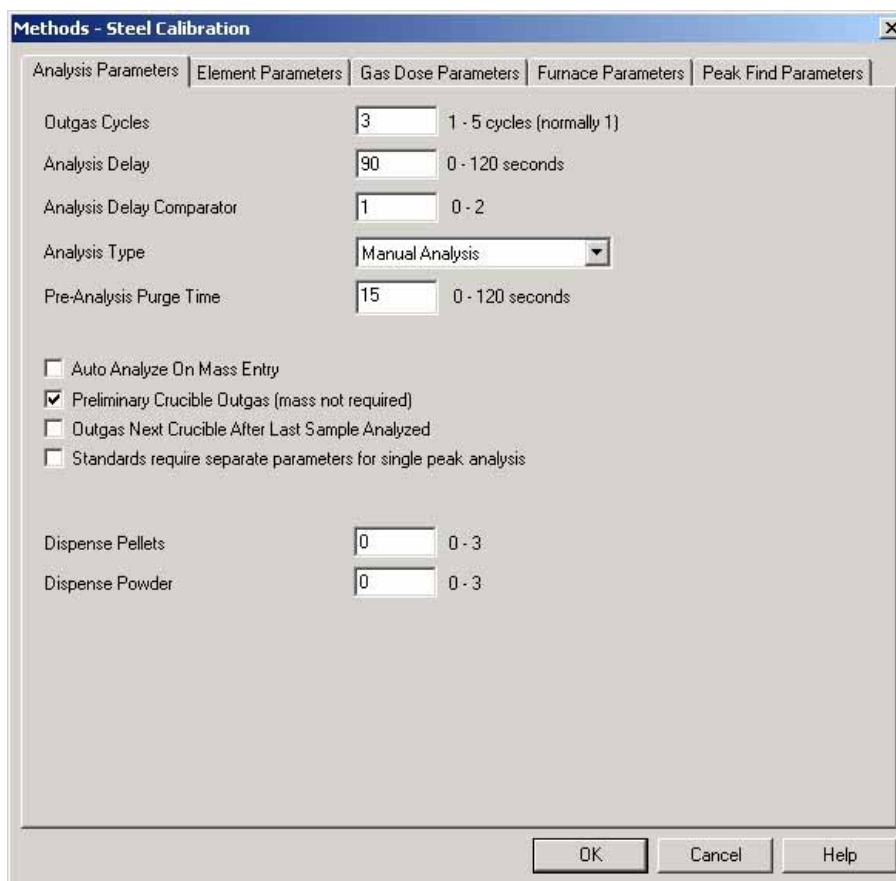 Methods - Steel Calibration
Analysis Parameters Element Parameters Gas Dose Parameters Furnace Parameters Peak Find Parameters
Outgas Cycles 3 1 - 5 cycles (normally 1)
Analysis Delay 90 0 - 120 seconds
Analysis Delay Comparator 1 0 - 2
Analysis Type Manual Analysis
Pre-Analysis Purge Time 15 0 - 120 seconds
Auto Analyze On Mass Entry
Preliminary Crucible Outgas (mass not required)
Outgas Next Crucible After Last Sample Analyzed
Standards require separate parameters for single peak analysis
Dispense Pellets 0 0 - 3
Dispense Powder 0 0 - 3
OK Cancel Help